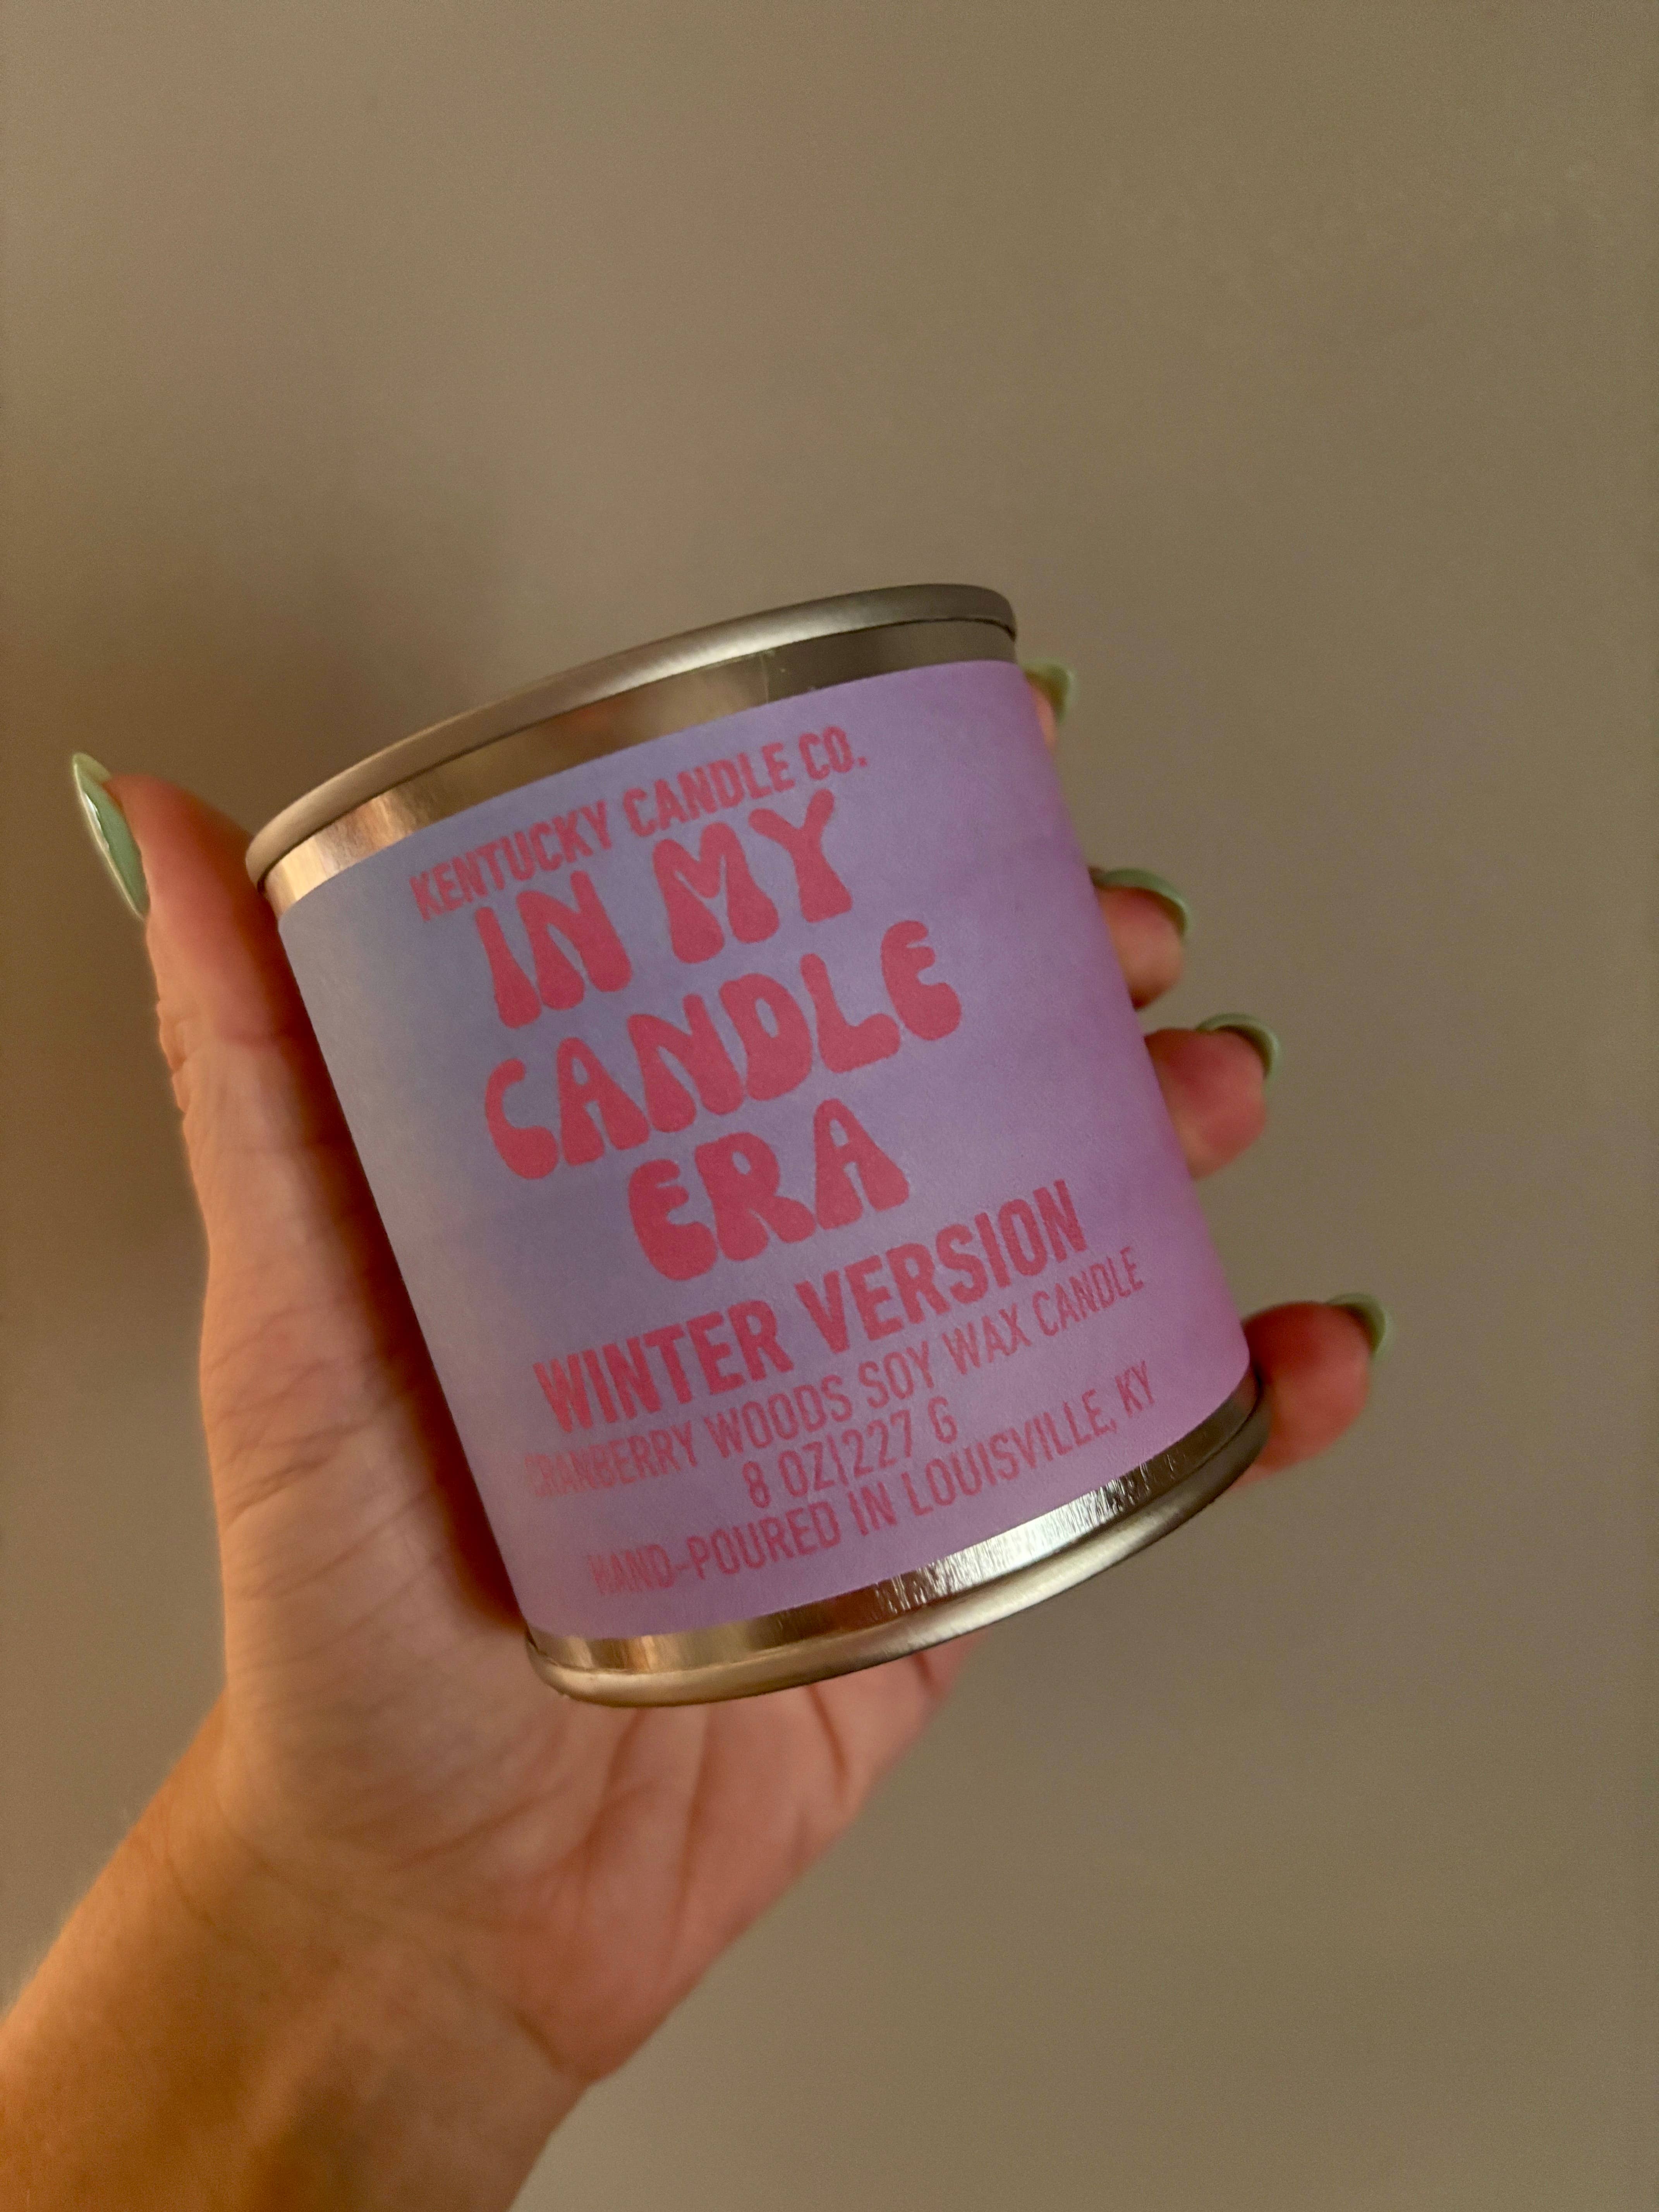 KENTUCKY CANDLE CO.
IN MY
CANDLE
ERA
WINTER VERSION
CRANBERRY WOODS SOY WAX CANDLE
8 OZ|227 G
HAND-POURED IN LOUISVILLE, KY